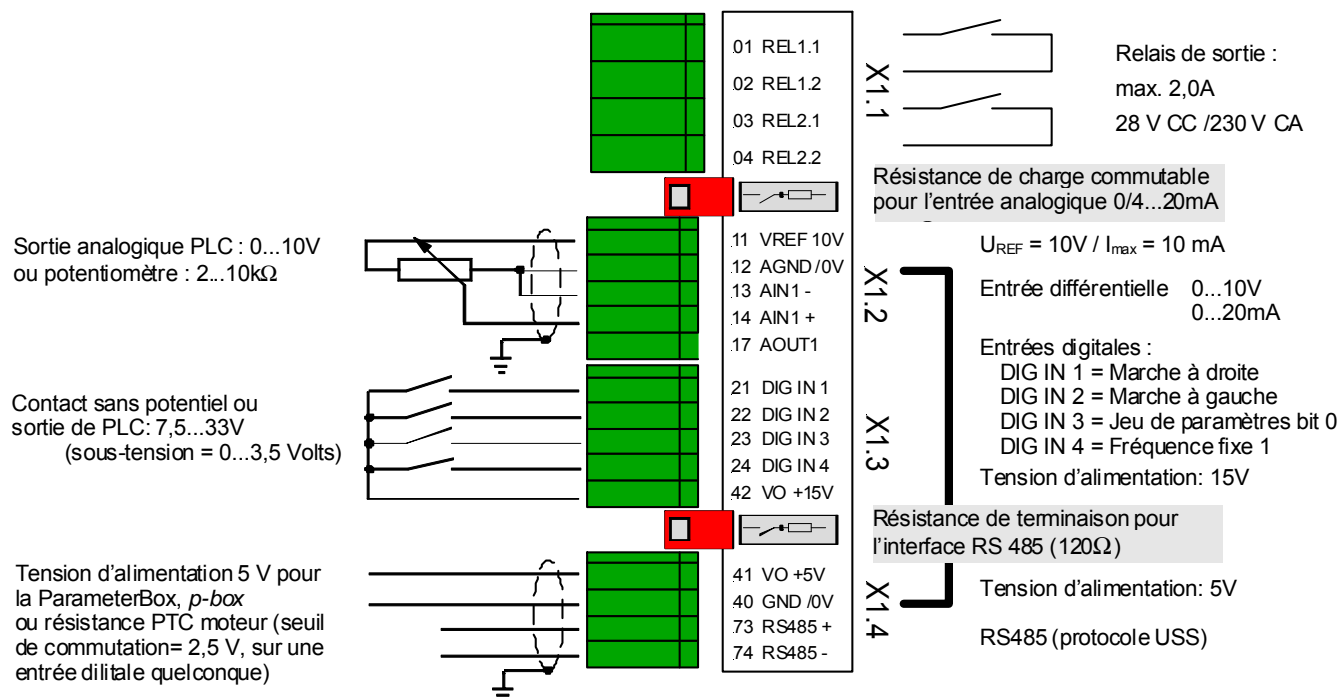 01 REL1.1
02 REL1.2
03 REL2.1
04 REL2.2
X1.1
Relais de sortie :
max. 2,0A
28 V CC /230 V CA
Résistance de charge commutable
pour l'entrée analogique 0/4...20mA
Sortie analogique PLC : 0...10V
ou potentiomètre : 2...10kΩ
11 VREF 10V
12 AGND /0V
13 AIN1 -
14 AIN1 +
17 AOUT1
X1.2
UREF = 10V / Imax = 10 mA
Entrée différentielle 0...10V
0...20mA
Entrées digitales :
DIG IN 1 = Marche à droite
DIG IN 2 = Marche à gauche
DIG IN 3 = Jeu de paramètres bit 0
DIG IN 4 = Fréquence fixe 1
Tension d'alimentation: 15V
Contact sans potentiel ou
sortie de PLC: 7,5...33V
(sous-tension = 0...3,5 Volts)
21 DIG IN 1
22 DIG IN 2
23 DIG IN 3
24 DIG IN 4
42 VO +15V
X1.3
Résistance de terminaison pour
l'interface RS 485 (120Ω)
Tension d'alimentation 5 V pour
la ParameterBox, p-box
ou résistance PTC moteur (seuil
de commutation= 2,5 V, sur une
entrée dilitale quelconque)
41 VO +5V
40 GND /0V
73 RS485 +
74 RS485 -
X1.4
Tension d'alimentation: 5V
RS485 (protocole USS)